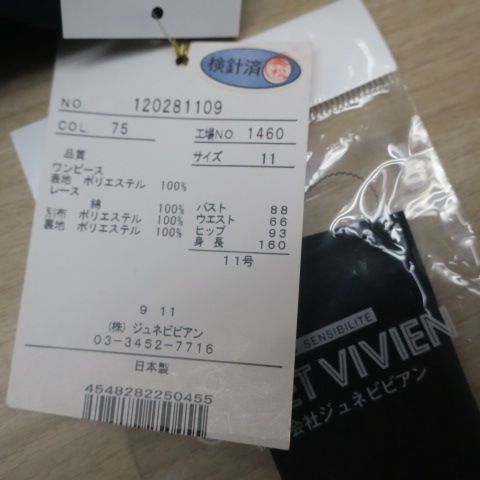 検針済 松
NO 120281109
COL. 75 工場NO. 1460
品質 サイズ 11
ワンピース
表地 ポリエステル 100%
レース
綿 100% バスト 88
別布 ポリエステル 100% ウエスト 66
裏地 ポリエステル 100% ヒップ 93
身長 160
11号
9 11
(株) ジュネビビアン
03-3452-7716
日本製
4548282250455
SENSIBILITE
ET VIVIEN
会社ジュネビビアン